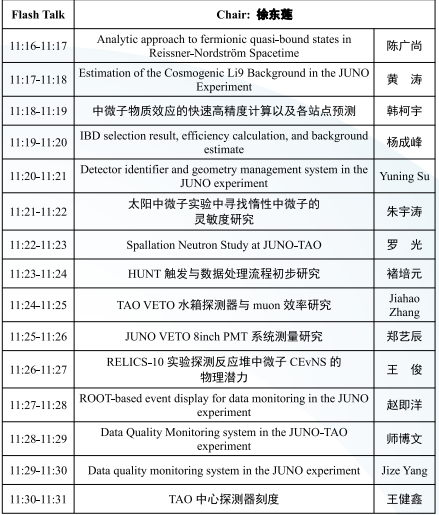 Flash Talk Chair: 徐东莲
11:16-11:17 Analytic approach to fermionic quasi-bound states in
Reissner-Nordström Spacetime 陈广尚
11:17-11:18 Estimation of the Cosmogenic Li9 Background in the JUNO
Experiment 黄 涛
11:18-11:19 中微子物质效应的快速高精度计算以及各站点预测 韩柯宇
11:19-11:20 IBD selection result, efficiency calculation, and background
estimate 杨成峰
11:20-11:21 Detector identifier and geometry management system in the
JUNO experiment Yuning Su
11:21-11:22 太阳中微子实验中寻找惰性中微子的
灵敏度研究 朱宇涛
11:22-11:23 Spallation Neutron Study at JUNO-TAO 罗 光
11:23-11:24 HUNT 触发与数据处理流程初步研究 褚培元
11:24-11:25 TAO VETO 水箱探测器与 muon 效率研究 Jiahao
Zhang
11:25-11:26 JUNO VETO 8inch PMT 系统测量研究 郑艺辰
11:26-11:27 RELICS-10 实验探测反应堆中微子 CEvNS 的
物理潜力 王 俊
11:27-11:28 ROOT-based event display for data monitoring in the JUNO
experiment 赵即洋
11:28-11:29 Data Quality Monitoring system in the JUNO-TAO
experiment 师博文
11:29-11:30 Data quality monitoring system in the JUNO experiment Jize Yang
11:30-11:31 TAO 中心探测器刻度 王健鑫